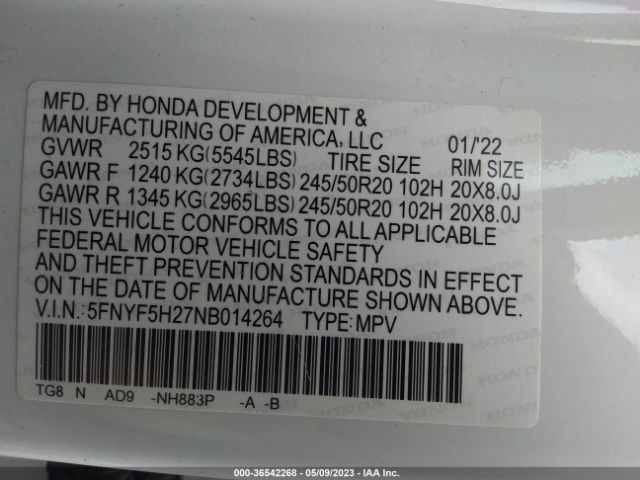 MFD. BY HONDA DEVELOPMENT &
MANUFACTURING OF AMERICA, LLC 01/'22
GVWR 2515 KG(5545LBS) TIRE SIZE RIM SIZE
GAWR F 1240 KG(2734LBS) 245/50R20 102H 20X8.0J
GAWR R 1345 KG(2965LBS) 245/50R20 102H 20X8.0J
THIS VEHICLE CONFORMS TO ALL APPLICABLE
FEDERAL MOTOR VEHICLE SAFETY
AND THEFT PREVENTION STANDARDS IN EFFECT
ON THE DATE OF MANUFACTURE SHOWN ABOVE.
V.I.N.:5FNYF5H27NB014264 TYPE:MPV
TG8 N AD9 -NH883P -A -B
000-36542268 - 05/09/2023 - IAA Inc.